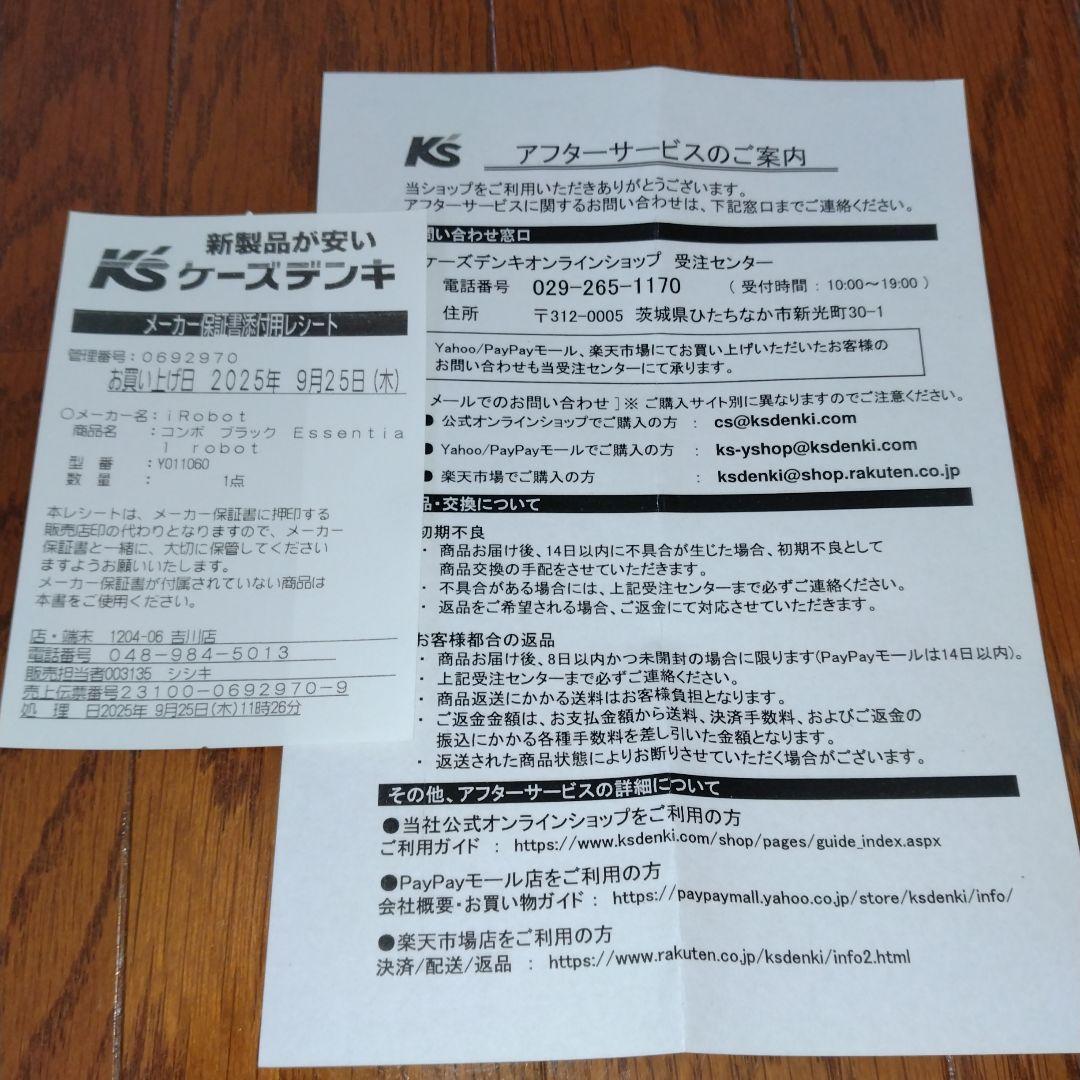 新製品が安い
K'S ケーズデンキ
メーカー保証書添付用レシート
管理番号:0692970
お買い上げ日 2025年 9月25日(木)
○メーカー名:iRobot
商品名 :コンボ ブラック Essentia
l robot
型 番 :Y011060
数 量 : 1点
本レシートは、メーカー保証書に押印する
販売店印の代わりとなりますので、メーカー
保証書と一緒に、大切に保管してください
ますようお願いいたします。
メーカー保証書が付属されていない商品は
本書をご使用ください。
店・端末 1204-06 吉川店
電話番号 048-984-5013
販売担当者003135 シシキ
売上伝票番号23100-0692970-9
処 理 日2025年 9月25日(木)11時26分
K'S アフターサービスのご案内
当ショップをご利用いただきありがとうございます。
アフターサービスに関するお問い合わせは、下記窓口までご連絡ください。
問い合わせ窓口
ケーズデンキオンラインショップ 受注センター
電話番号 029-265-1170 (受付時間:10:00~19:00)
住所 〒312-0005 茨城県ひたちなか市新光町30-1
Yahoo/PayPayモール、楽天市場にてお買い上げいただいたお客様の
お問い合わせも当受注センターにて承ります。
メールでのお問い合わせ]※ご購入サイト別に異なりますのでご注意ください。
● 公式オンラインショップでご購入の方 : cs@ksdenki.com
● Yahoo/PayPayモールでご購入の方 : ks-yshop@ksdenki.com
● 楽天市場でご購入の方 : ksdenki@shop.rakuten.co.jp
品・交換について
初期不良
・ 商品お届け後、14日以内に不具合が生じた場合、初期不良として
商品交換の手配をさせていただきます。
・ 不具合がある場合には、上記受注センターまで必ずご連絡ください。
・ 返品をご希望される場合、ご返金にて対応させていただきます。
お客様都合の返品
・ 商品お届け後、8日以内かつ未開封の場合に限ります(PayPayモールは14日以内)。
・ 上記受注センターまで必ずご連絡ください。
・ 商品返送にかかる送料はお客様負担となります。
・ ご返金金額は、お支払金額から送料、決済手数料、およびご返金の
振込にかかる各種手数料を差し引いた金額となります。
・ 返送された商品状態によりお断りさせていただく場合がございます。
その他、アフターサービスの詳細について
●当社公式オンラインショップをご利用の方
ご利用ガイド : https://www.ksdenki.com/shop/pages/guide_index.aspx
●PayPayモール店をご利用の方
会社概要・お買い物ガイド : https://paypaymall.yahoo.co.jp/store/ksdenki/info/
●楽天市場店をご利用の方
決済/配送/返品 : https://www.rakuten.co.jp/ksdenki/info2.html